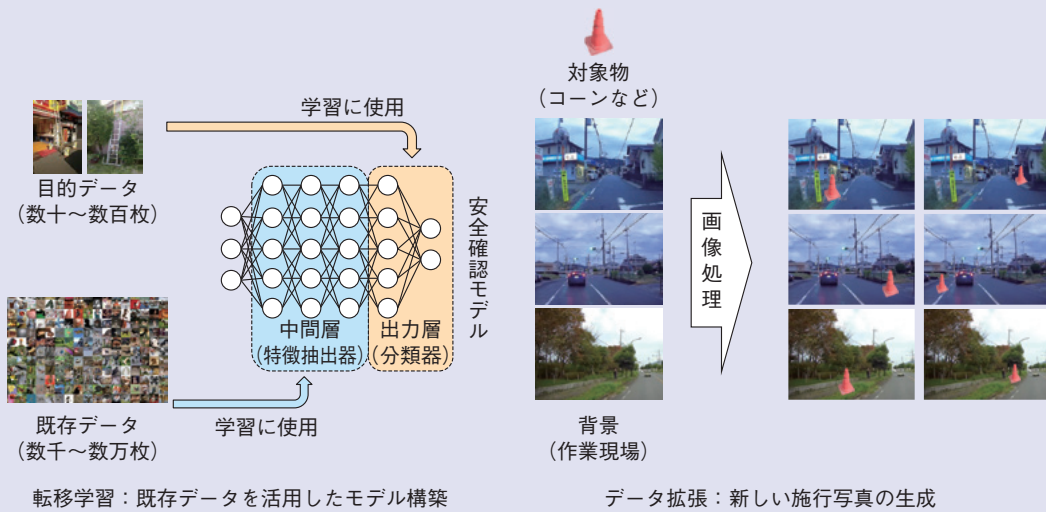 学習に使用
目的データ
(数十〜数百枚)
安全確認モデル
中間層
(特徴抽出器)
出力層
(分類器)
既存データ
(数千〜数万枚)
学習に使用
転移学習：既存データを活用したモデル構築
対象物
(コーンなど)
画像処理
背景
(作業現場)
データ拡張：新しい施行写真の生成